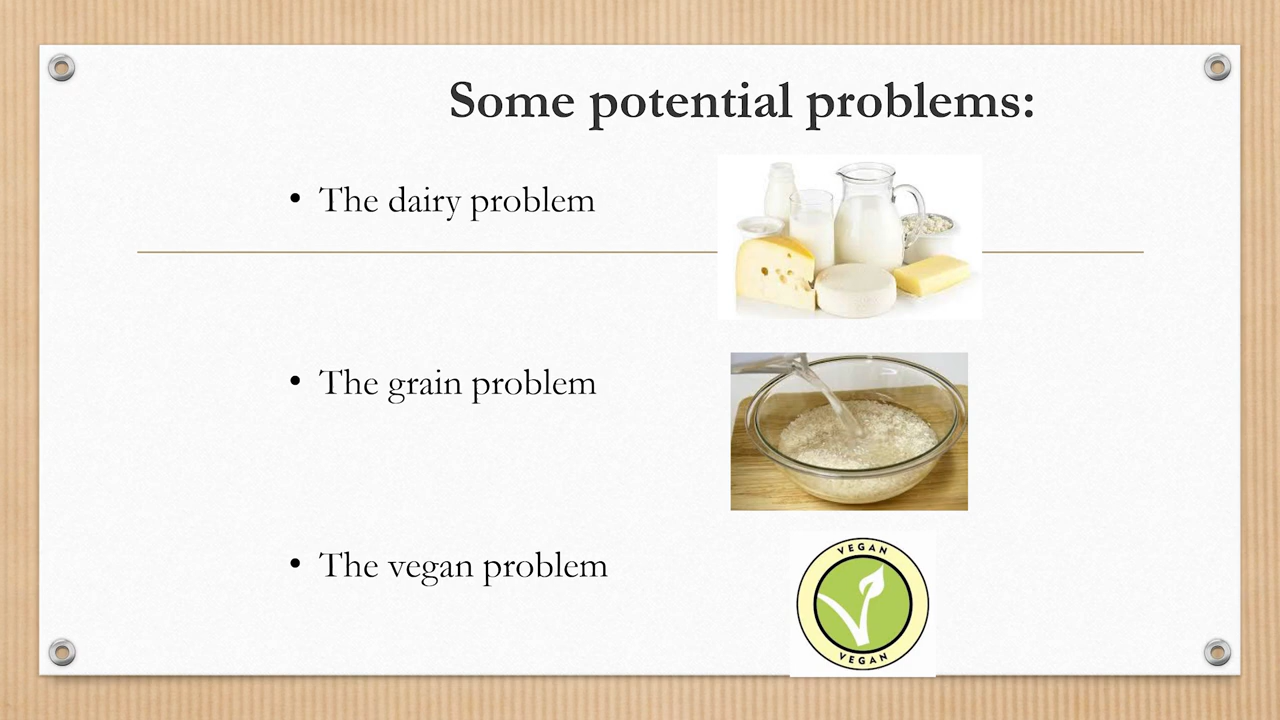 Some potential problems:
• The dairy problem
• The grain problem
• The vegan problem
VEGAN
VEGAN